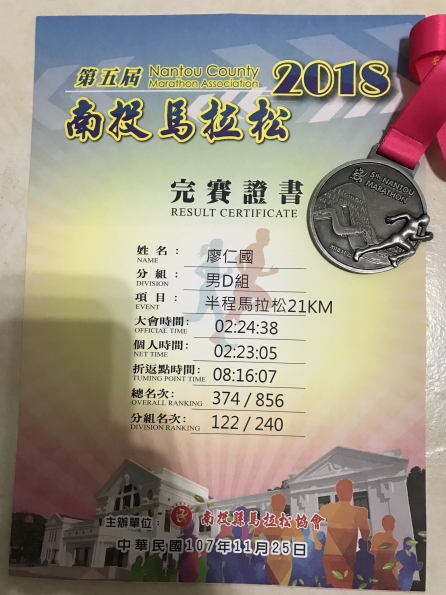 第五屆 Nantou County Marathon Association 2018
南投馬拉松
完賽證書
RESULT CERTIFICATE
姓名: 廖仁國
NAME
分組: 男D組
DIVISION
項目: 半程馬拉松21KM
EVENT
大會時間: 02:24:38
OFFICIAL TIME
個人時間: 02:23:05
NET TIME
折返點時間: 08:16:07
TUMING POINT TIME
總名次: 374 / 856
OVERALL RANKING
分組名次: 122 / 240
DIVISION RANKING
主辦單位: 南投縣馬拉松協會
中華民國107年11月25日
5th NANTOU
MARATHON